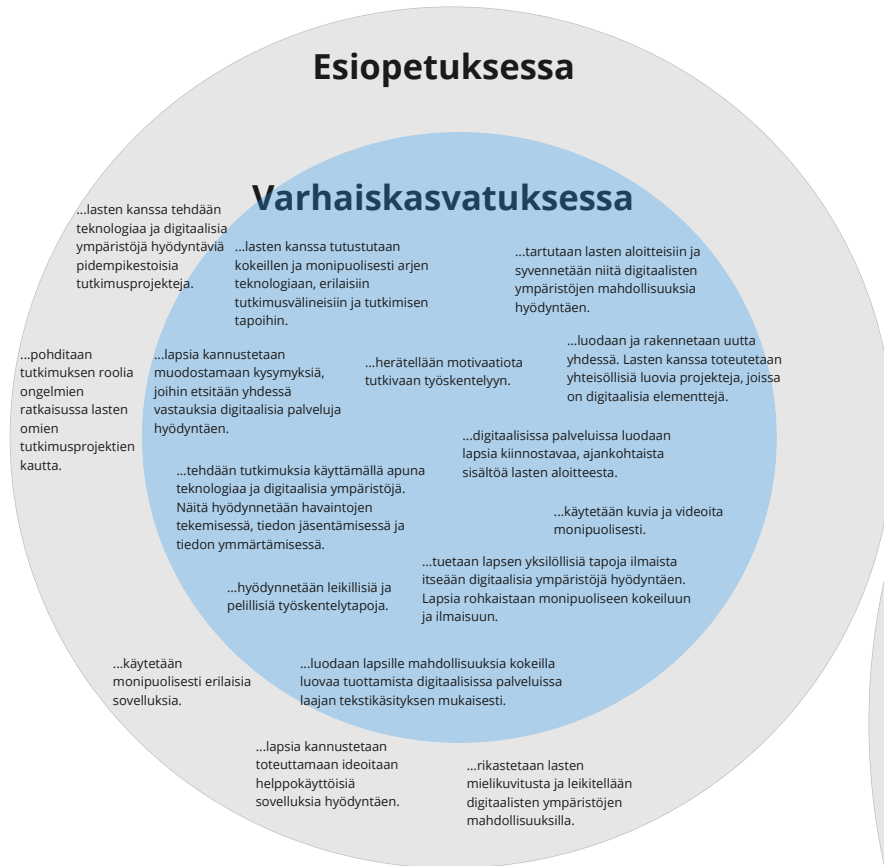 Esiopetuksessa
Varhaiskasvatuksessa
...lasten kanssa tehdään
teknologiaa ja digitaalisia
ympäristöjä hyödyntäviä
pidempikestoisia
tutkimusprojekteja.
...lasten kanssa tutustutaan
kokeillen ja monipuolisesti arjen
teknologiaan, erilaisiin
tutkimusvälineisiin ja tutkimisen
tapoihin.
...tartutaan lasten aloitteisiin ja
syvennetään niitä digitaalisten
ympäristöjen mahdollisuuksia
hyödyntäen.
...pohditaan
tutkimuksen roolia
ongelmien
ratkaisussa lasten
omien
tutkimusprojektien
kautta.
...lapsia kannustetaan
muodostamaan kysymyksiä,
joihin etsitään yhdessä
vastauksia digitaalisia palveluja
hyödyntäen.
...herätellään motivaatiota
tutkivaan työskentelyyn.
...luodaan ja rakennetaan uutta
yhdessä. Lasten kanssa toteutetaan
yhteisöllisiä luovia projekteja, joissa
on digitaalisia elementtejä.
...digitaalisissa palveluissa luodaan
lapsia kiinnostavaa, ajankohtaista
sisältöä lasten aloitteesta.
...tehdään tutkimuksia käyttämällä apuna
teknologiaa ja digitaalisia ympäristöjä.
Näitä hyödynnetään havaintojen
tekemisessä, tiedon jäsentämisessä ja
tiedon ymmärtämisessä.
...käytetään kuvia ja videoita
monipuolisesti.
...tuetaan lapsen yksilöllisiä tapoja ilmaista
itseään digitaalisia ympäristöjä hyödyntäen.
Lapsia rohkaistaan monipuoliseen kokeiluun
ja ilmaisuun.
...hyödynnetään leikillisiä ja
pelillisiä työskentelytapoja.
...käytetään
monipuolisesti erilaisia
sovelluksia.
...luodaan lapsille mahdollisuuksia kokeilla
luovaa tuottamista digitaalisissa palveluissa
laajan tekstikäsityksen mukaisesti.
...lapsia kannustetaan
toteuttamaan ideoitaan
helppokäyttöisiä
sovelluksia hyödyntäen.
...rikastetaan lasten
mielikuvitusta ja leikitellään
digitaalisten ympäristöjen
mahdollisuuksilla.